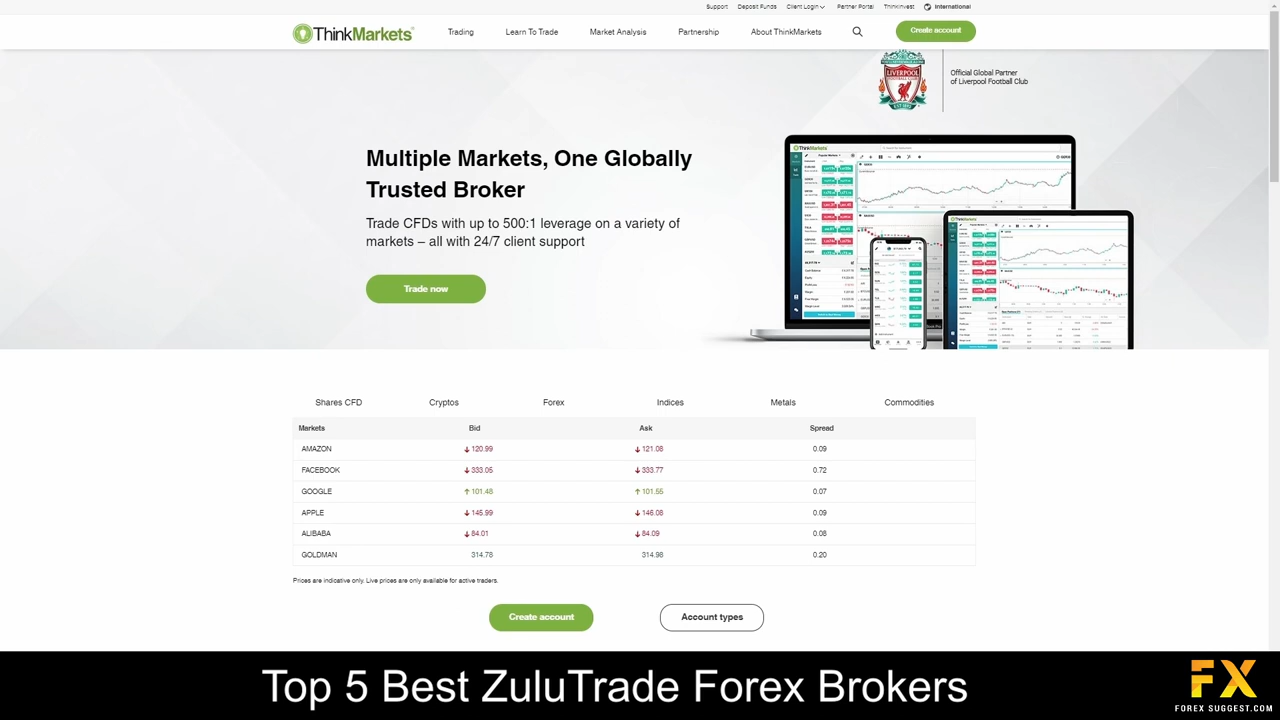 Support Deposit Funds Client Login Partner Portal ThinkInvest International
ThinkMarkets
Trading Learn To Trade Market Analysis Partnership About ThinkMarkets Create account
LIVERPOOL
FOOTBALL CLUB
EST·1892
Official Global Partner
of Liverpool Football Club
Multiple Markets, One Globally
Trusted Broker
Trade CFDs with up to 500:1 leverage on a variety of
markets – all with 24/7 client support
Trade now
ThinkMarkets
ThinkMarkets
Shares CFD Cryptos Forex Indices Metals Commodities
Markets Bid Ask Spread
AMAZON 120.99 121.08 0.09
FACEBOOK 333.05 333.77 0.72
GOOGLE 101.48 101.55 0.07
APPLE 145.99 146.08 0.09
ALIBABA 84.01 84.09 0.08
GOLDMAN 314.78 314.98 0.20
Prices are indicative only. Live prices are only available for active traders.
Create account Account types
Top 5 Best ZuluTrade Forex Brokers
FX
FOREX SUGGEST.COM